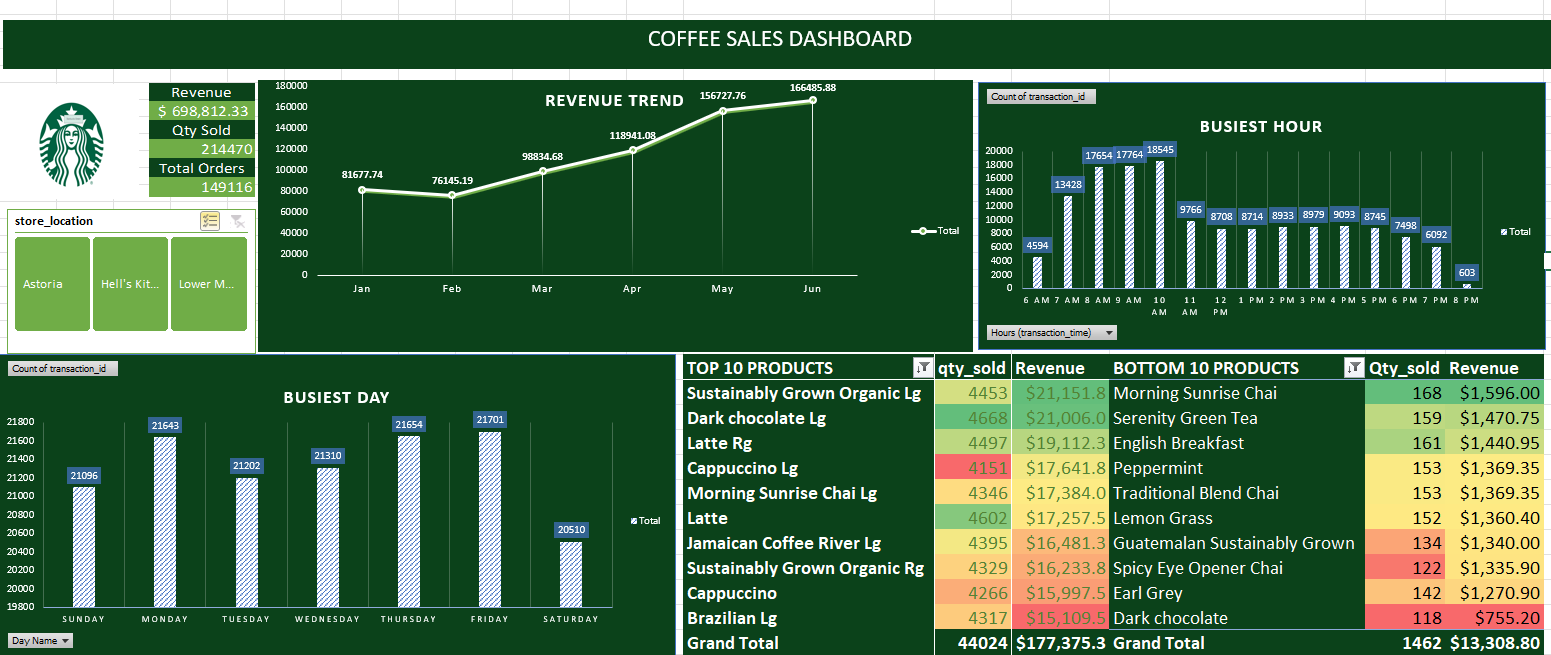 COFFEE SALES DASHBOARD
Revenue
$ 698,812.33
Qty Sold
214470
Total Orders
149116
store_location
Astoria
Hell's Kit...
Lower M...
REVENUE TREND
180000
160000
140000
120000
100000
80000
60000
40000
20000
0
81677.74
76145.19
98834.68
118941.08
156727.76
166485.88
Jan Feb Mar Apr May Jun
Total
Count of transaction_id
BUSIEST HOUR
20000
18000
16000
14000
12000
10000
8000
6000
4000
2000
0
4594
13428
17654
17764
18545
9766
8708
8714
8933
8979
9093
8745
7498
6092
603
6 AM 7 AM 8 AM 9 AM 10 AM 11 AM 12 PM 1 PM 2 PM 3 PM 4 PM 5 PM 6 PM 7 PM 8 PM
Total
Hours (transaction_time)
Count of transaction_id
BUSIEST DAY
21800
21600
21400
21200
21000
20800
20600
20400
20200
20000
19800
21096
21643
21202
21310
21654
21701
20510
SUNDAY MONDAY TUESDAY WEDNESDAY THURSDAY FRIDAY SATURDAY
Total
Day Name
TOP 10 PRODUCTS qty_sold Revenue
Sustainably Grown Organic Lg 4453 $21,151.8
Dark chocolate Lg 4668 $21,006.0
Latte Rg 4497 $19,112.3
Cappuccino Lg 4151 $17,641.8
Morning Sunrise Chai Lg 4346 $17,384.0
Latte 4602 $17,257.5
Jamaican Coffee River Lg 4395 $16,481.3
Sustainably Grown Organic Rg 4329 $16,233.8
Cappuccino 4266 $15,997.5
Brazilian Lg 4317 $15,109.5
Grand Total 44024 $177,375.3
BOTTOM 10 PRODUCTS Qty_sold Revenue
Morning Sunrise Chai 168 $1,596.00
Serenity Green Tea 159 $1,470.75
English Breakfast 161 $1,440.95
Peppermint 153 $1,369.35
Traditional Blend Chai 153 $1,369.35
Lemon Grass 152 $1,360.40
Guatemalan Sustainably Grown 134 $1,340.00
Spicy Eye Opener Chai 122 $1,335.90
Earl Grey 142 $1,270.90
Dark chocolate 118 $755.20
Grand Total 1462 $13,308.80